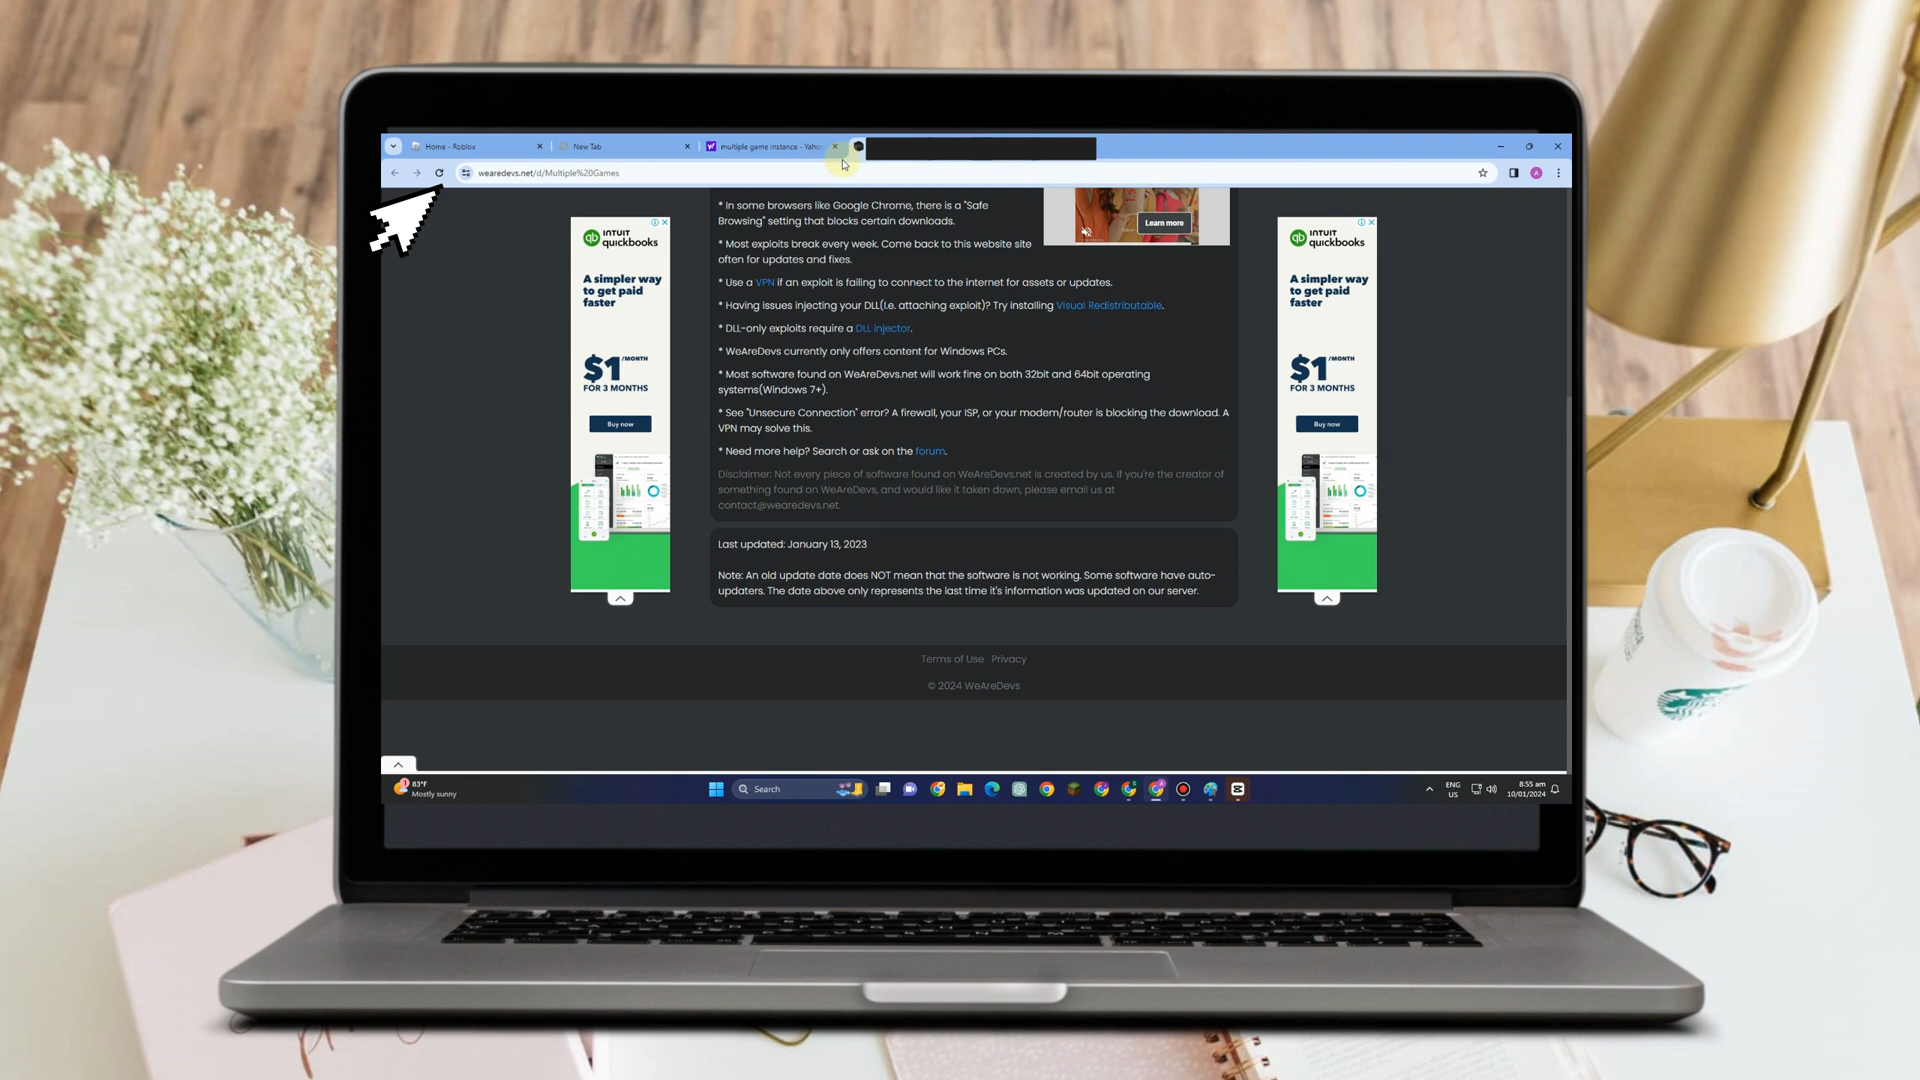 Home - Roblox
New Tab
multiple game instance - Yaho
wearedevs.net/d/Multiple%20Games
* In some browsers like Google Chrome, there is a "Safe
Browsing" setting that blocks certain downloads.
Learn more
* Most exploits break every week. Come back to this website site
often for updates and fixes.
* Use a VPN if an exploit is failing to connect to the internet for assets or updates.
* Having issues injecting your DLL(i.e. attaching exploit)? Try installing Visual Redistributable.
* DLL-only exploits require a DLL injector.
* WeAreDevs currently only offers content for Windows PCs.
* Most software found on WeAreDevs.net will work fine on both 32bit and 64bit operating
systems(Windows 7+).
* See "Unsecure Connection" error? A firewall, your ISP, or your modem/router is blocking the download. A
VPN may solve this.
* Need more help? Search or ask on the forum.
Disclaimer: Not every piece of software found on WeAreDevs.net is created by us. If you're the creator of
something found on WeAreDevs, and would like it taken down, please email us at
contact@wearedevs.net.
Last updated: January 13, 2023
Note: An old update date does NOT mean that the software is not working. Some software have auto-
updaters. The date above only represents the last time it's information was updated on our server.
Terms of Use Privacy
© 2024 WeAreDevs
qb INTUIT
quickbooks
A simpler way
to get paid
faster
$1 /MONTH
FOR 3 MONTHS
Buy now
qb INTUIT
quickbooks
A simpler way
to get paid
faster
$1 /MONTH
FOR 3 MONTHS
Buy now
83°F
Mostly sunny
Search
ENG
US
8:55 am
10/01/2024